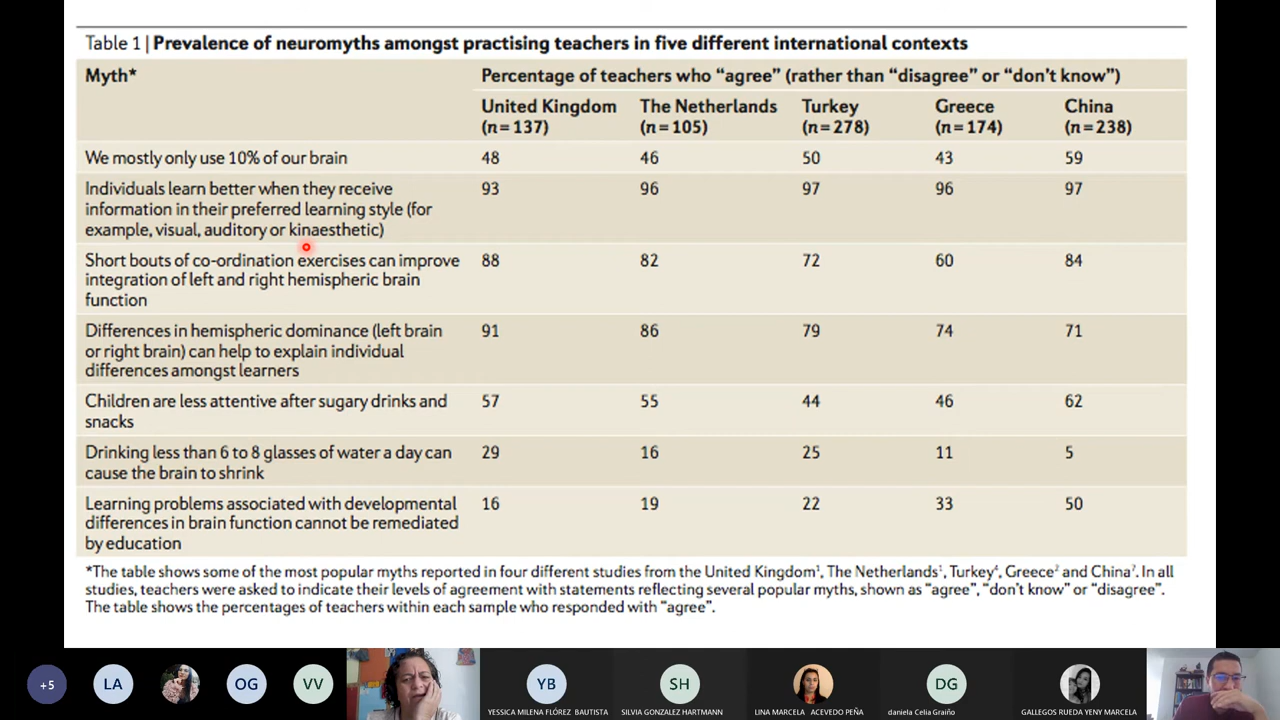 Table 1 | Prevalence of neuromyths amongst practising teachers in five different international contexts
Myth* Percentage of teachers who “agree” (rather than “disagree” or “don't know”)
United Kingdom (n = 137) The Netherlands (n = 105) Turkey (n = 278) Greece (n = 174) China (n = 238)
We mostly only use 10% of our brain 48 46 50 43 59
Individuals learn better when they receive 93 96 97 96 97
information in their preferred learning style (for
example, visual, auditory or kinaesthetic)
Short bouts of co-ordination exercises can improve 88 82 72 60 84
integration of left and right hemispheric brain
function
Differences in hemispheric dominance (left brain 91 86 79 74 71
or right brain) can help to explain individual
differences amongst learners
Children are less attentive after sugary drinks and 57 55 44 46 62
snacks
Drinking less than 6 to 8 glasses of water a day can 29 16 25 11 5
cause the brain to shrink
Learning problems associated with developmental 16 19 22 33 50
differences in brain function cannot be remediated
by education
*The table shows some of the most popular myths reported in four different studies from the United Kingdom¹, The Netherlands¹, Turkey⁴, Greece² and China⁷. In all
studies, teachers were asked to indicate their levels of agreement with statements reflecting several popular myths, shown as “agree”, “don't know” or “disagree”.
The table shows the percentages of teachers within each sample who responded with “agree”.
+5 LA OG VV YB SH DG
YESSICA MILENA FLÓREZ BAUTISTA SILVIA GONZALEZ HARTMANN LINA MARCELA ACEVEDO PEÑA daniela Celia Graiño GALLEGOS RUEDA YENY MARCELA